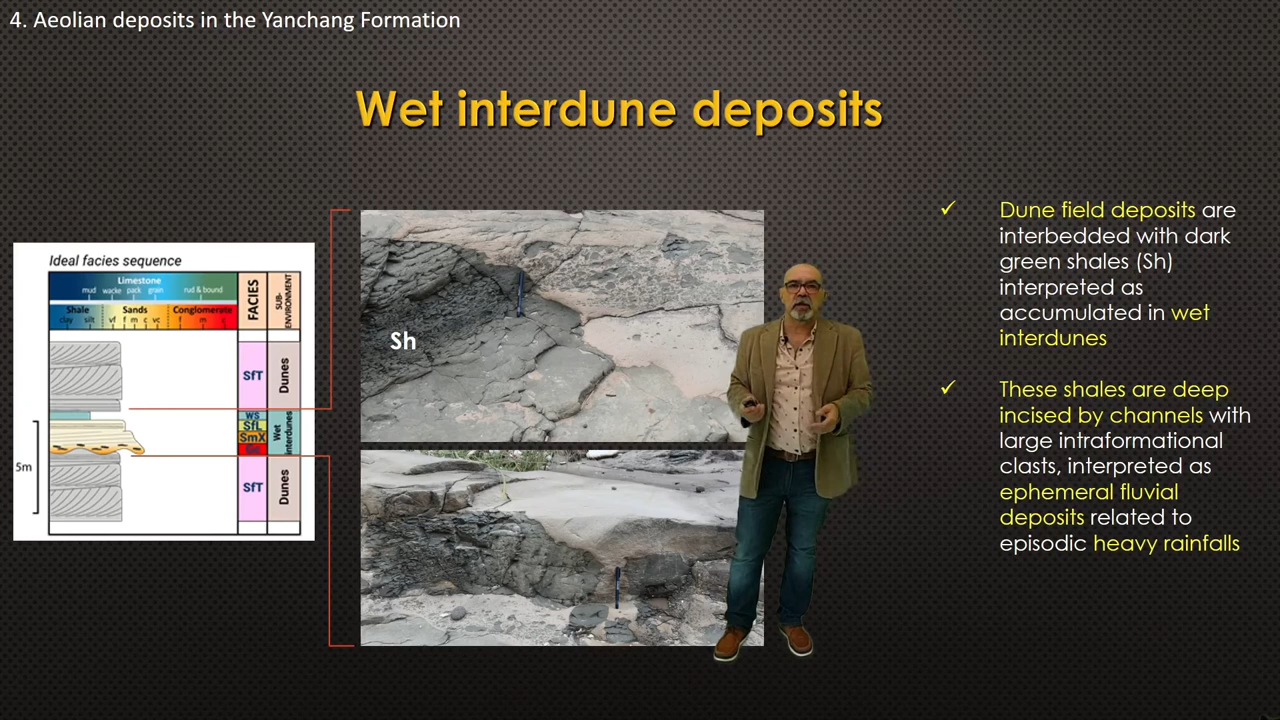 4. Aeolian deposits in the Yanchang Formation
Wet interdune deposits
Ideal facies sequence
Limestone
mud wacke pack grain rud & bound
Shale Sands Conglomerate
clay silt vf f m c vc f m c
FACIES
SUB-ENVIRONMENT
SfT
Dunes
WS
SfL
SmX
Wet interdunes
SfT
Dunes
5m
Sh
✓ Dune field deposits are
interbedded with dark
green shales (Sh)
interpreted as
accumulated in wet
interdunes
✓ These shales are deep
incised by channels with
large intraformational
clasts, interpreted as
ephemeral fluvial
deposits related to
episodic heavy rainfalls